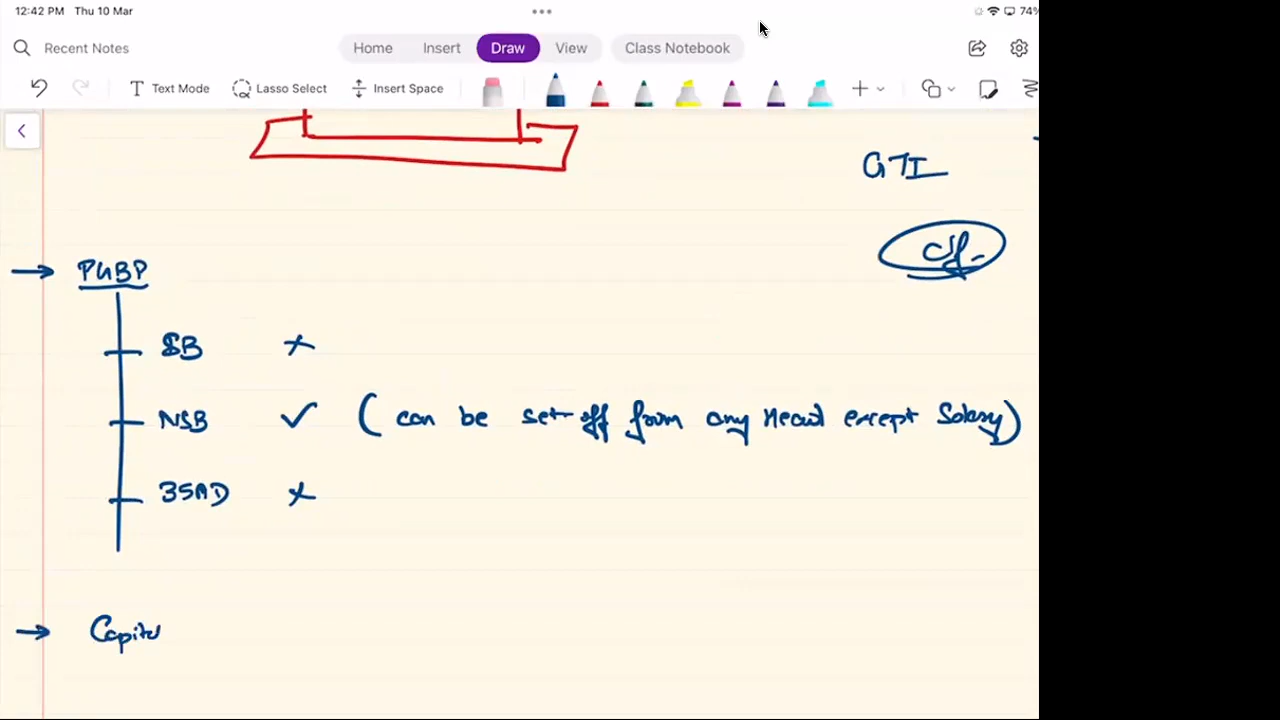 12:42 PM Thu 10 Mar 74%
Recent Notes Home Insert Draw View Class Notebook
Text Mode Lasso Select Insert Space
GTI
PGBP
SB ×
NSB ✓ (can be set-off from any Head except Salary)
35AD ×
→ Capital